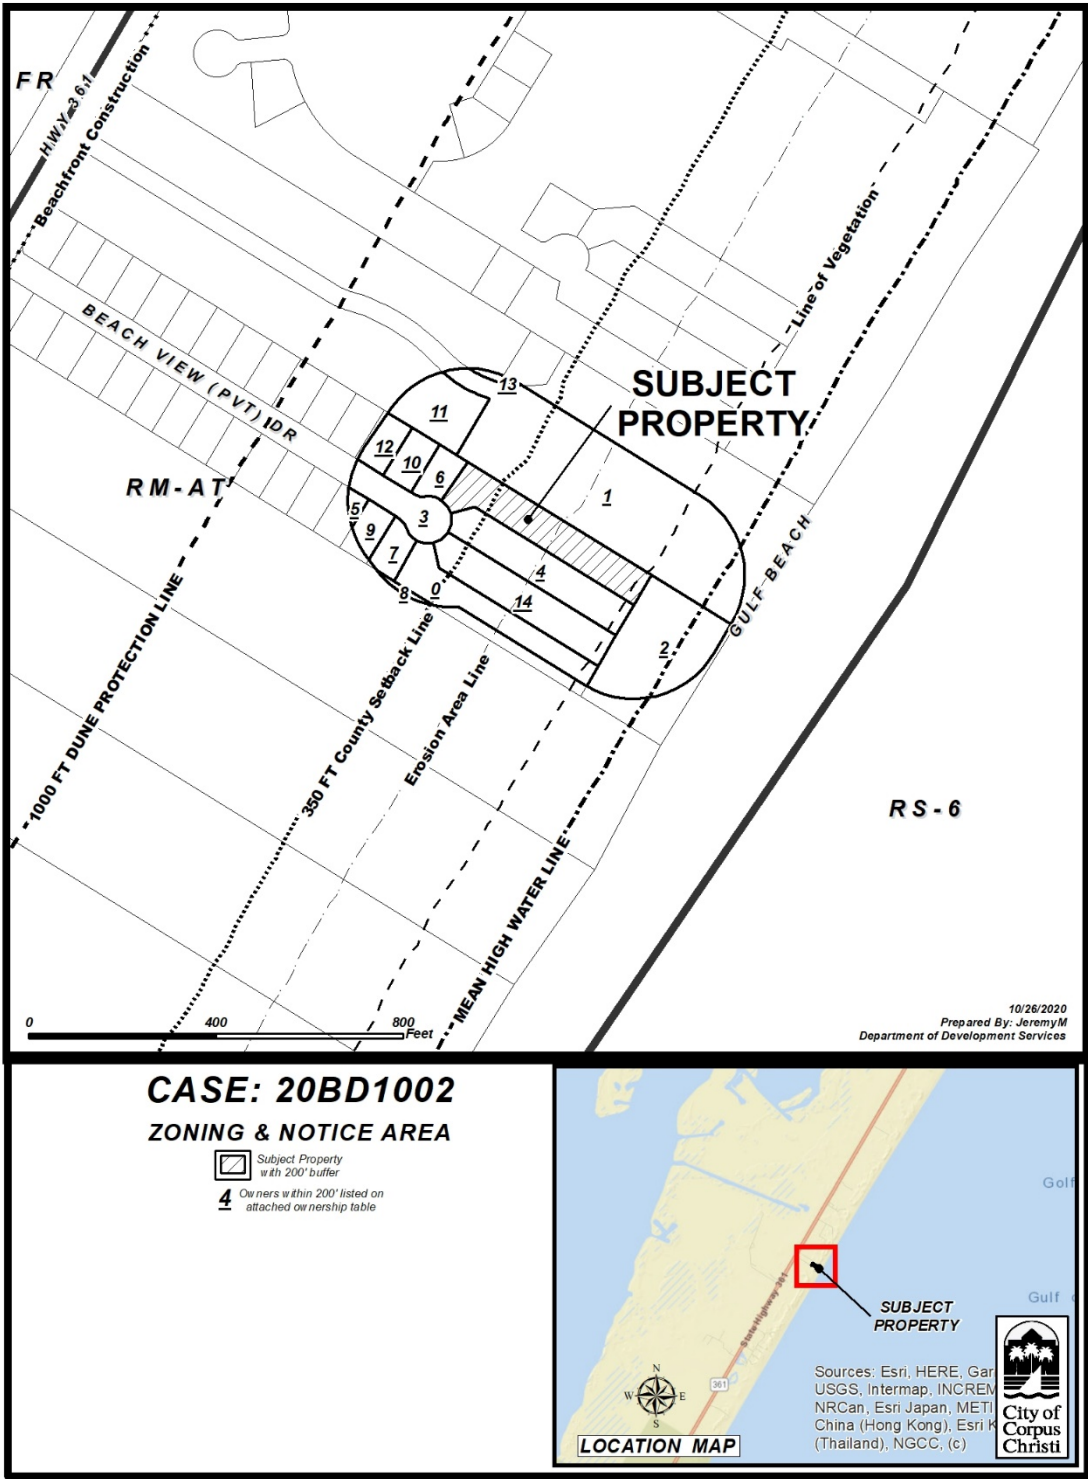 FR
HWY 361
Beachfront Construction
Line of Vegetation
BEACH VIEW (PVT) DR
SUBJECT
PROPERTY
13
11
12
10
6
1
RM-AT
5
3
9
7
4
8
0
14
2
GULF BEACH
1000 FT DUNE PROTECTION LINE
350 FT County Setback Line
Erosion Area Line
MEAN HIGH WATER LINE
RS-6
0 400 800
Feet
10/26/2020
Prepared By: JeremyM
Department of Development Services
CASE: 20BD1002
ZONING & NOTICE AREA
Subject Property
with 200' buffer
4 Owners within 200' listed on
attached ownership table
Golf
Gulf
State Highway 361
361
SUBJECT
PROPERTY
N
W E
S
LOCATION MAP
Sources: Esri, HERE, Gar
USGS, Intermap, INCREM
NRCan, Esri Japan, METI
China (Hong Kong), Esri K
(Thailand), NGCC, (c)
City of
Corpus
Christi